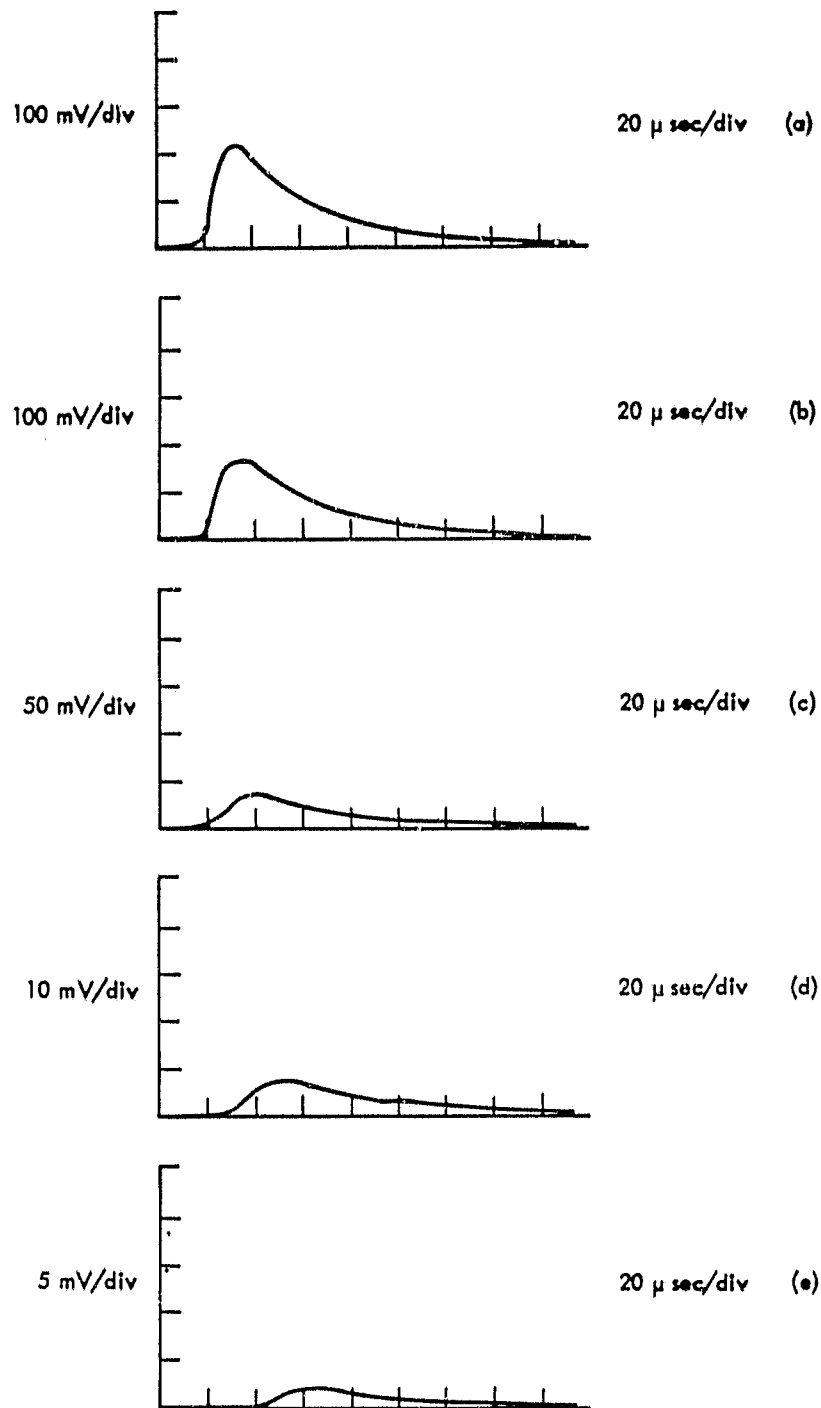 100 mV/div 20 μ sec/div (a)
100 mV/div 20 μ sec/div (b)
50 mV/div 20 μ sec/div (c)
10 mV/div 20 μ sec/div (d)
5 mV/div 20 μ sec/div (e)